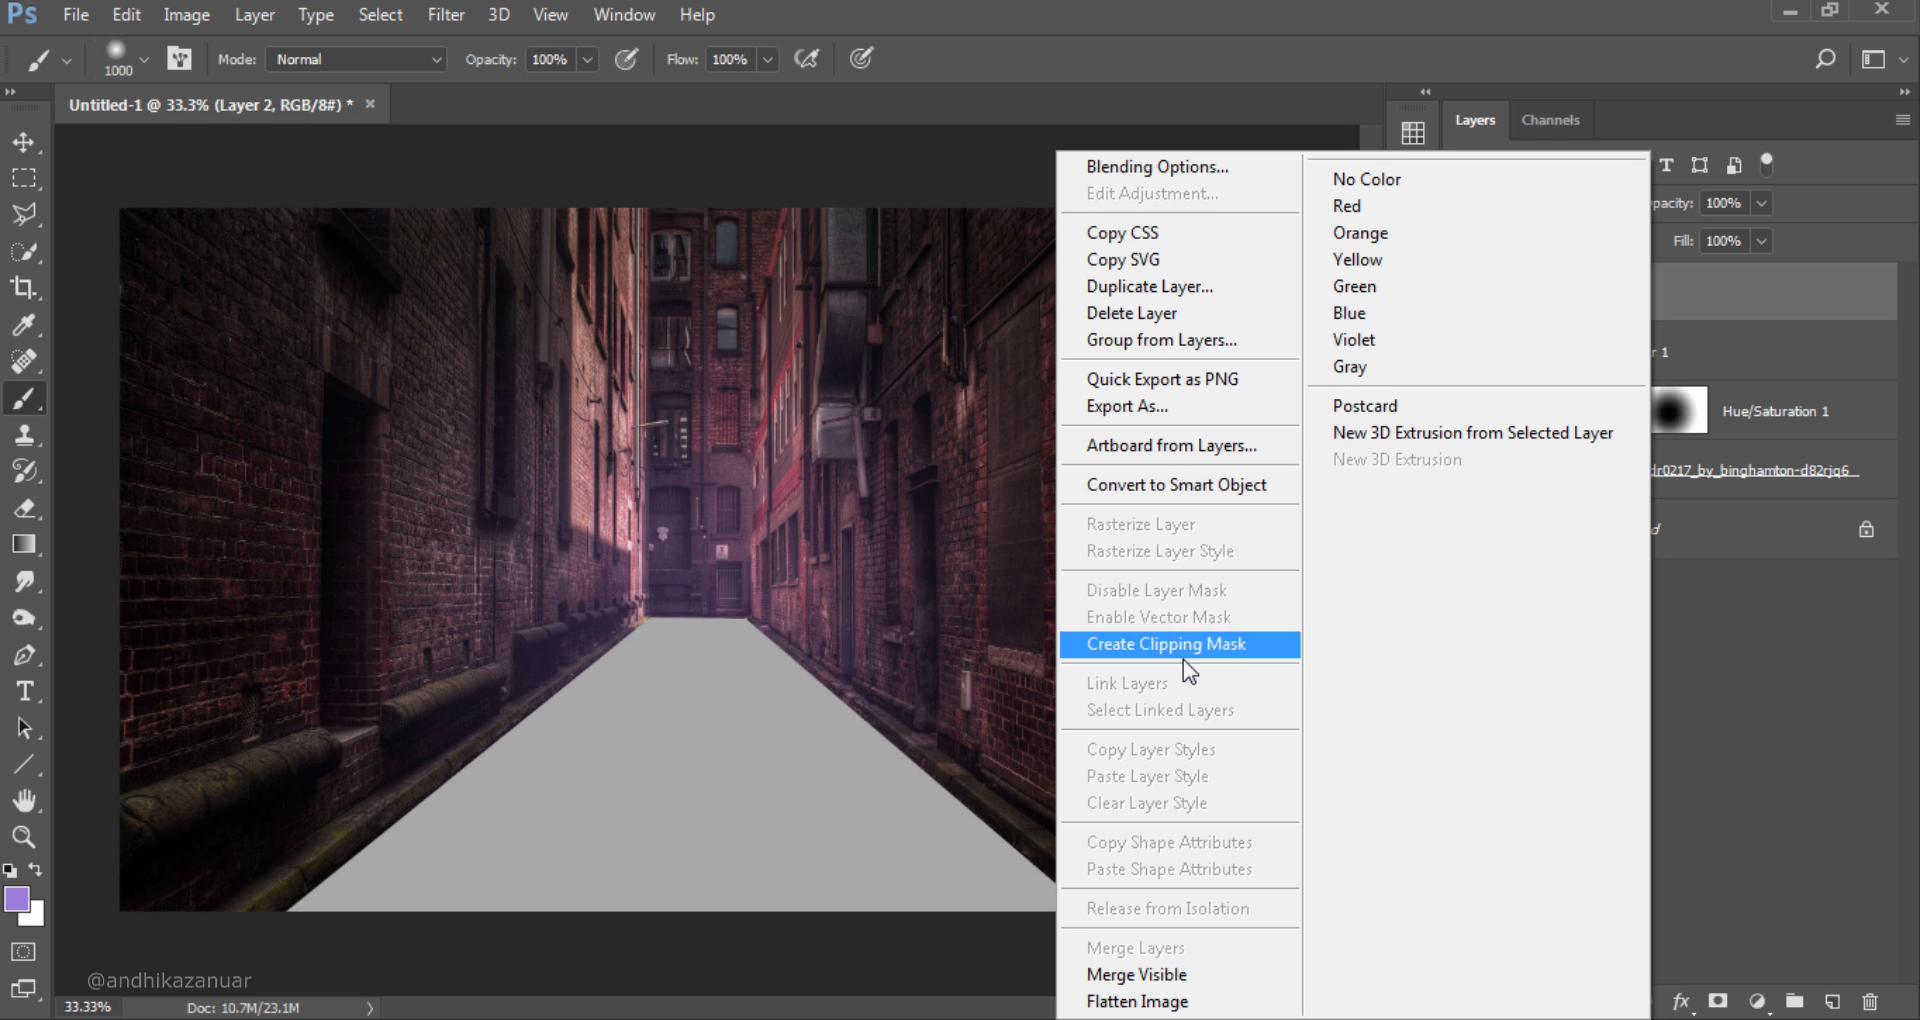 Ps File Edit Image Layer Type Select Filter 3D View Window Help
1000 Mode: Normal Opacity: 100% Flow: 100%
Untitled-1 @ 33.3% (Layer 2, RGB/8#) * ×
Layers Channels
Blending Options...
Edit Adjustment...
Copy CSS
Copy SVG
Duplicate Layer...
Delete Layer
Group from Layers...
Quick Export as PNG
Export As...
Artboard from Layers...
Convert to Smart Object
Rasterize Layer
Rasterize Layer Style
Disable Layer Mask
Enable Vector Mask
Create Clipping Mask
Link Layers
Select Linked Layers
Copy Layer Styles
Paste Layer Style
Clear Layer Style
Copy Shape Attributes
Paste Shape Attributes
Release from Isolation
Merge Layers
Merge Visible
Flatten Image
No Color
Red
Orange
Yellow
Green
Blue
Violet
Gray
Postcard
New 3D Extrusion from Selected Layer
New 3D Extrusion
pacity: 100%
Fill: 100%
r 1
Hue/Saturation 1
dr0217_by_binghamton-d82rjq6
d
fx
@andhikazanuar
33.33% Doc: 10.7M/23.1M